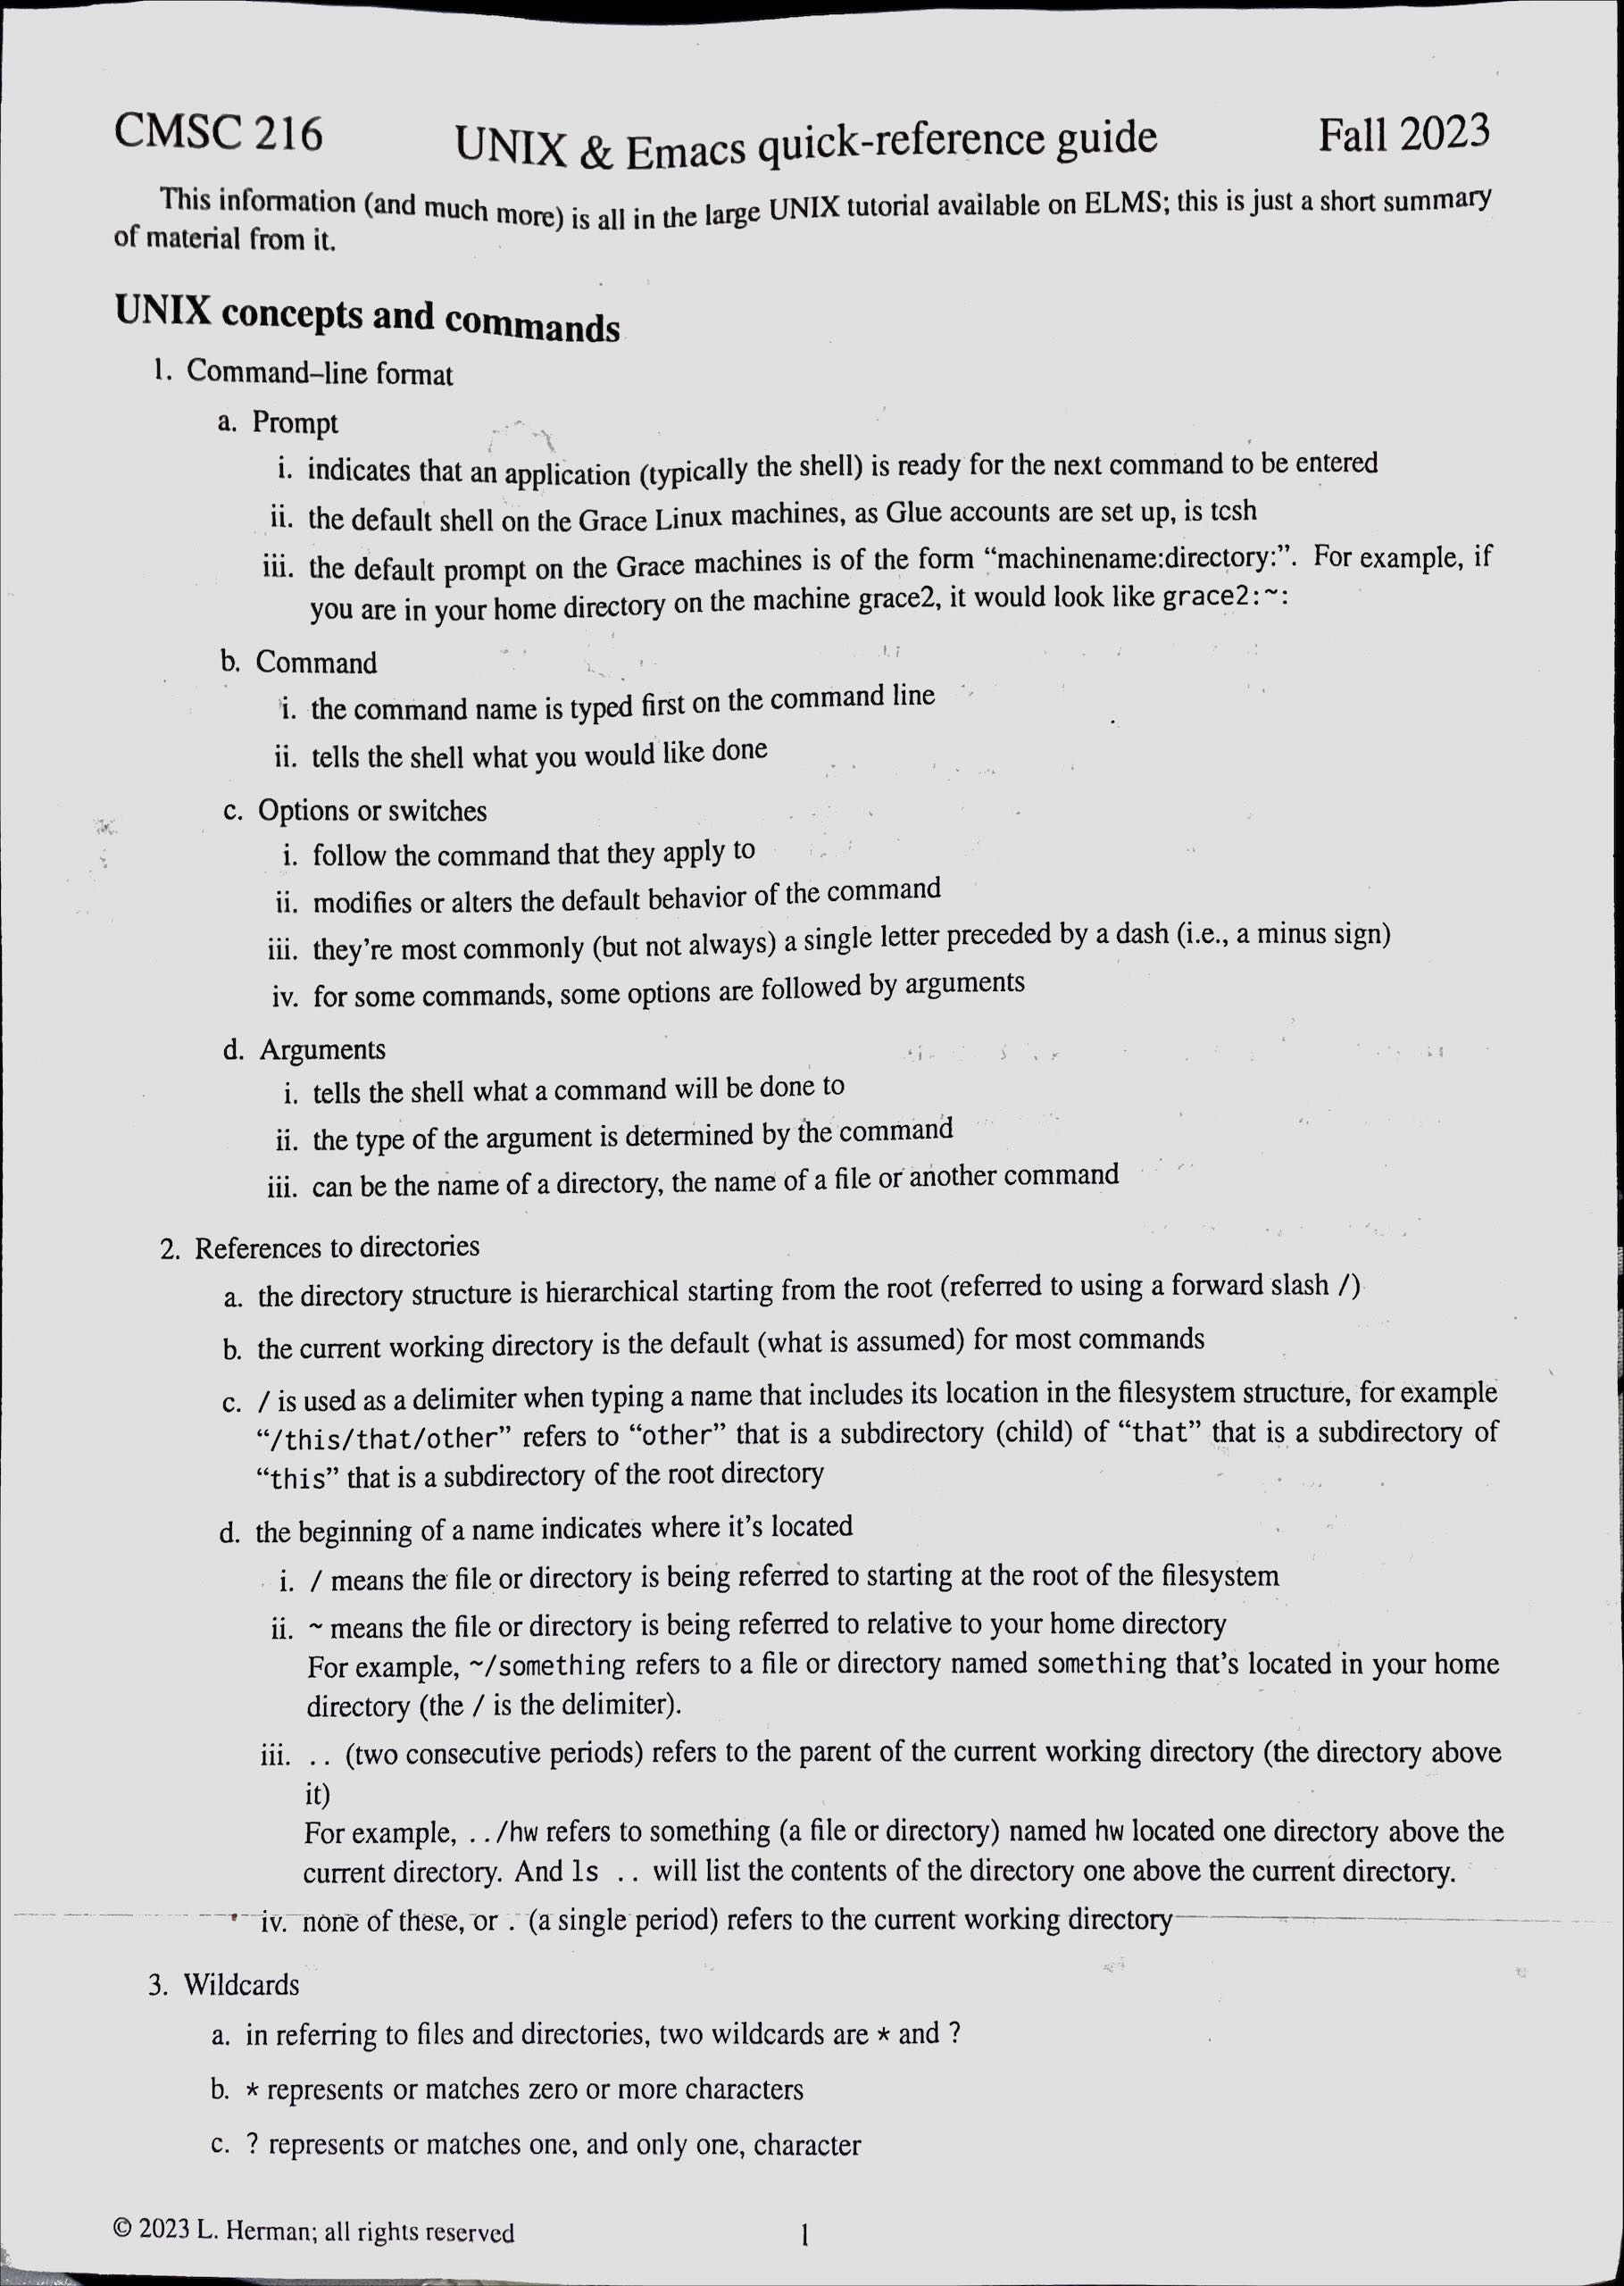 CMSC 216 UNIX & Emacs quick-reference guide Fall 2023
This information (and much more) is all in the large UNIX tutorial available on ELMS; this is just a short summary
of material from it.
UNIX concepts and commands
1. Command–line format
a. Prompt
i. indicates that an application (typically the shell) is ready for the next command to be entered
ii. the default shell on the Grace Linux machines, as Glue accounts are set up, is tcsh
iii. the default prompt on the Grace machines is of the form “machinename:directory:”. For example, if
you are in your home directory on the machine grace2, it would look like grace2:~:
b. Command
i. the command name is typed first on the command line
ii. tells the shell what you would like done
c. Options or switches
i. follow the command that they apply to
ii. modifies or alters the default behavior of the command
iii. they’re most commonly (but not always) a single letter preceded by a dash (i.e., a minus sign)
iv. for some commands, some options are followed by arguments
d. Arguments
i. tells the shell what a command will be done to
ii. the type of the argument is determined by the command
iii. can be the name of a directory, the name of a file or another command
2. References to directories
a. the directory structure is hierarchical starting from the root (referred to using a forward slash /)
b. the current working directory is the default (what is assumed) for most commands
c. / is used as a delimiter when typing a name that includes its location in the filesystem structure, for example
“/this/that/other” refers to “other” that is a subdirectory (child) of “that” that is a subdirectory of
“this” that is a subdirectory of the root directory
d. the beginning of a name indicates where it’s located
i. / means the file or directory is being referred to starting at the root of the filesystem
ii. ~ means the file or directory is being referred to relative to your home directory
For example, ~/something refers to a file or directory named something that’s located in your home
directory (the / is the delimiter).
iii. .. (two consecutive periods) refers to the parent of the current working directory (the directory above
it)
For example, ../hw refers to something (a file or directory) named hw located one directory above the
current directory. And ls .. will list the contents of the directory one above the current directory.
iv. none of these, or . (a single period) refers to the current working directory
3. Wildcards
a. in referring to files and directories, two wildcards are * and ?
b. * represents or matches zero or more characters
c. ? represents or matches one, and only one, character
© 2023 L. Herman; all rights reserved 1